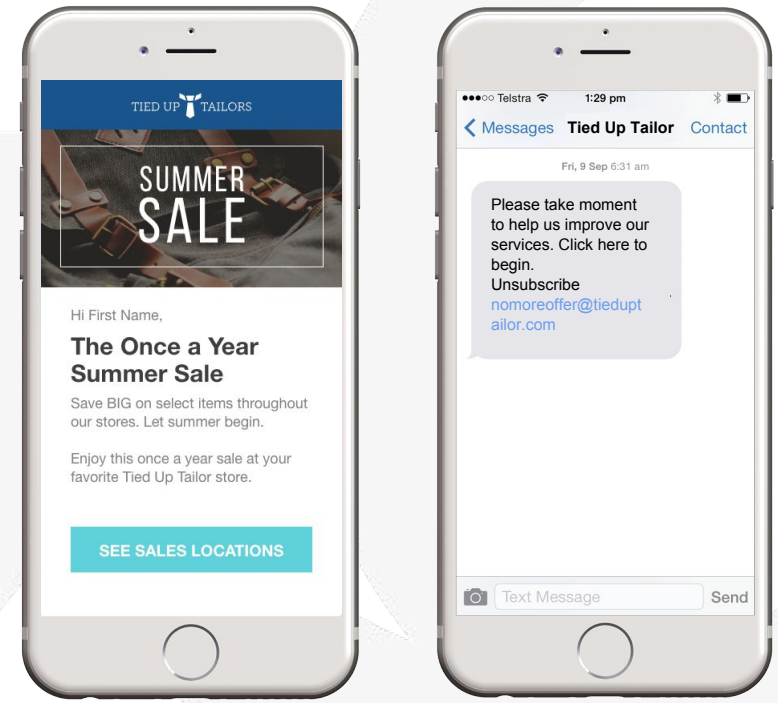 TIED UP TAILORS
SUMMER
SALE
Hi First Name,
The Once a Year
Summer Sale
Save BIG on select items throughout
our stores. Let summer begin.
Enjoy this once a year sale at your
favorite Tied Up Tailor store.
SEE SALES LOCATIONS
Telstra 1:29 pm
Messages Tied Up Tailor Contact
Fri, 9 Sep 6:31 am
Please take moment
to help us improve our
services. Click here to
begin.
Unsubscribe
nomoreoffer@tiedupt
ailor.com
Text Message Send